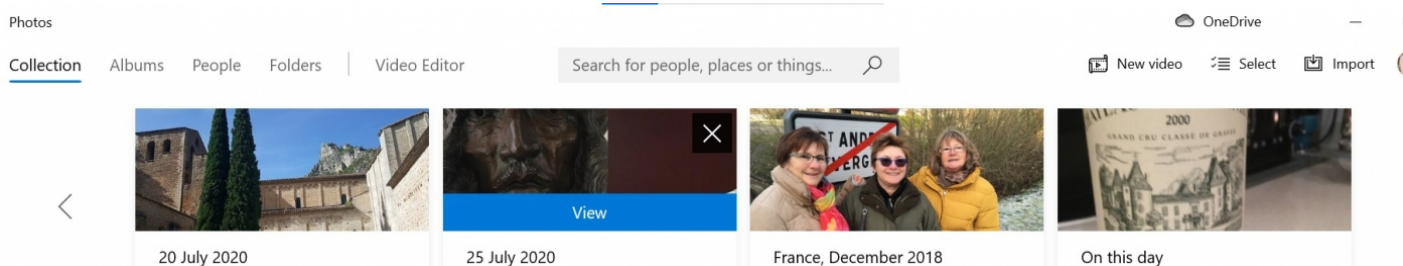 Photos
OneDrive
Collection Albums People Folders Video Editor
Search for people, places or things...
New video Select Import
2000
GRAND CRU CLASSÉ DE GRAVES
View
20 July 2020
25 July 2020
France, December 2018
On this day